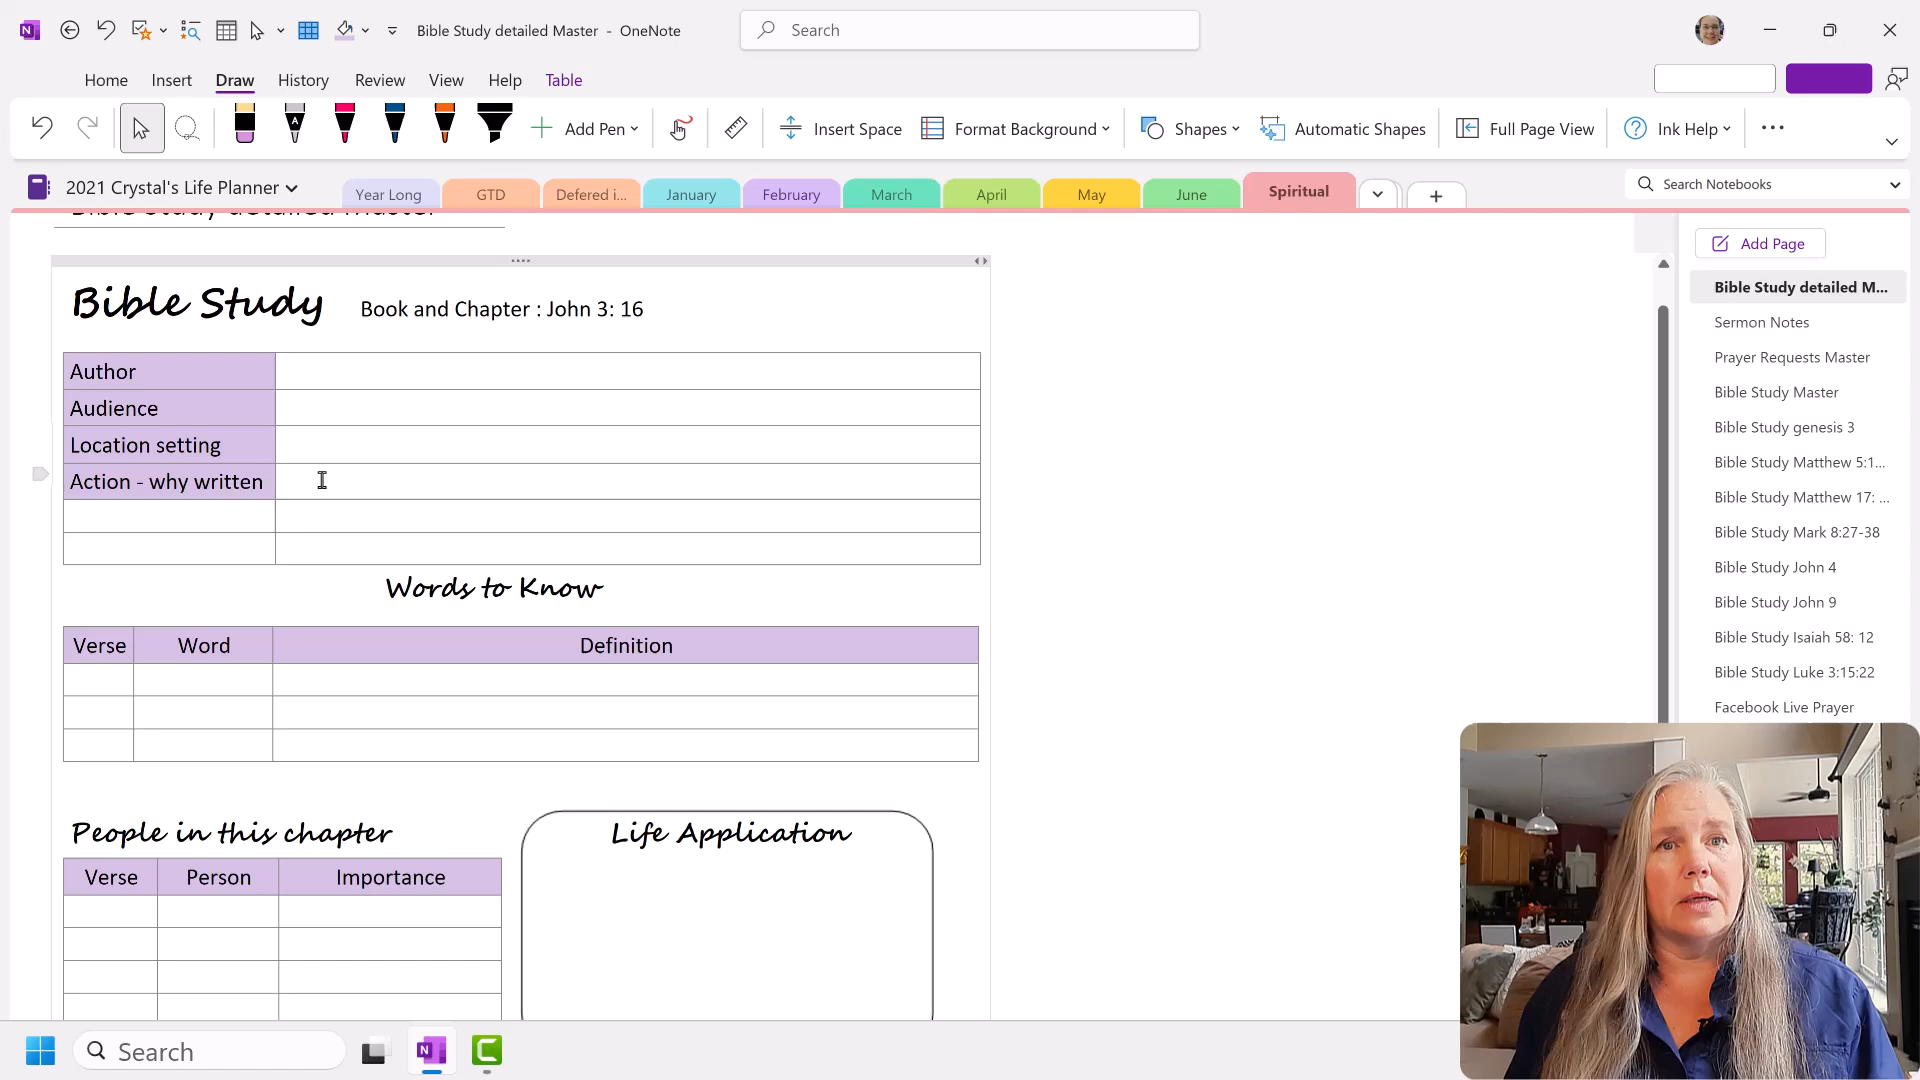 Bible Study detailed Master - OneNote
Search
Home Insert Draw History Review View Help Table
A Add Pen Insert Space Format Background Shapes Automatic Shapes Full Page View Ink Help
2021 Crystal's Life Planner Year Long GTD Defered i... January February March April May June Spiritual Search Notebooks
Bible Study detailed Master
Add Page
Bible Study detailed M...
Sermon Notes
Prayer Requests Master
Bible Study Master
Bible Study genesis 3
Bible Study Matthew 5:1...
Bible Study Matthew 17: ...
Bible Study Mark 8:27-38
Bible Study John 4
Bible Study John 9
Bible Study Isaiah 58: 12
Bible Study Luke 3:15:22
Facebook Live Prayer
Bible Study Book and Chapter : John 3: 16
Author
Audience
Location setting
Action - why written
Words to Know
Verse Word Definition
People in this chapter
Verse Person Importance
Life Application
Search